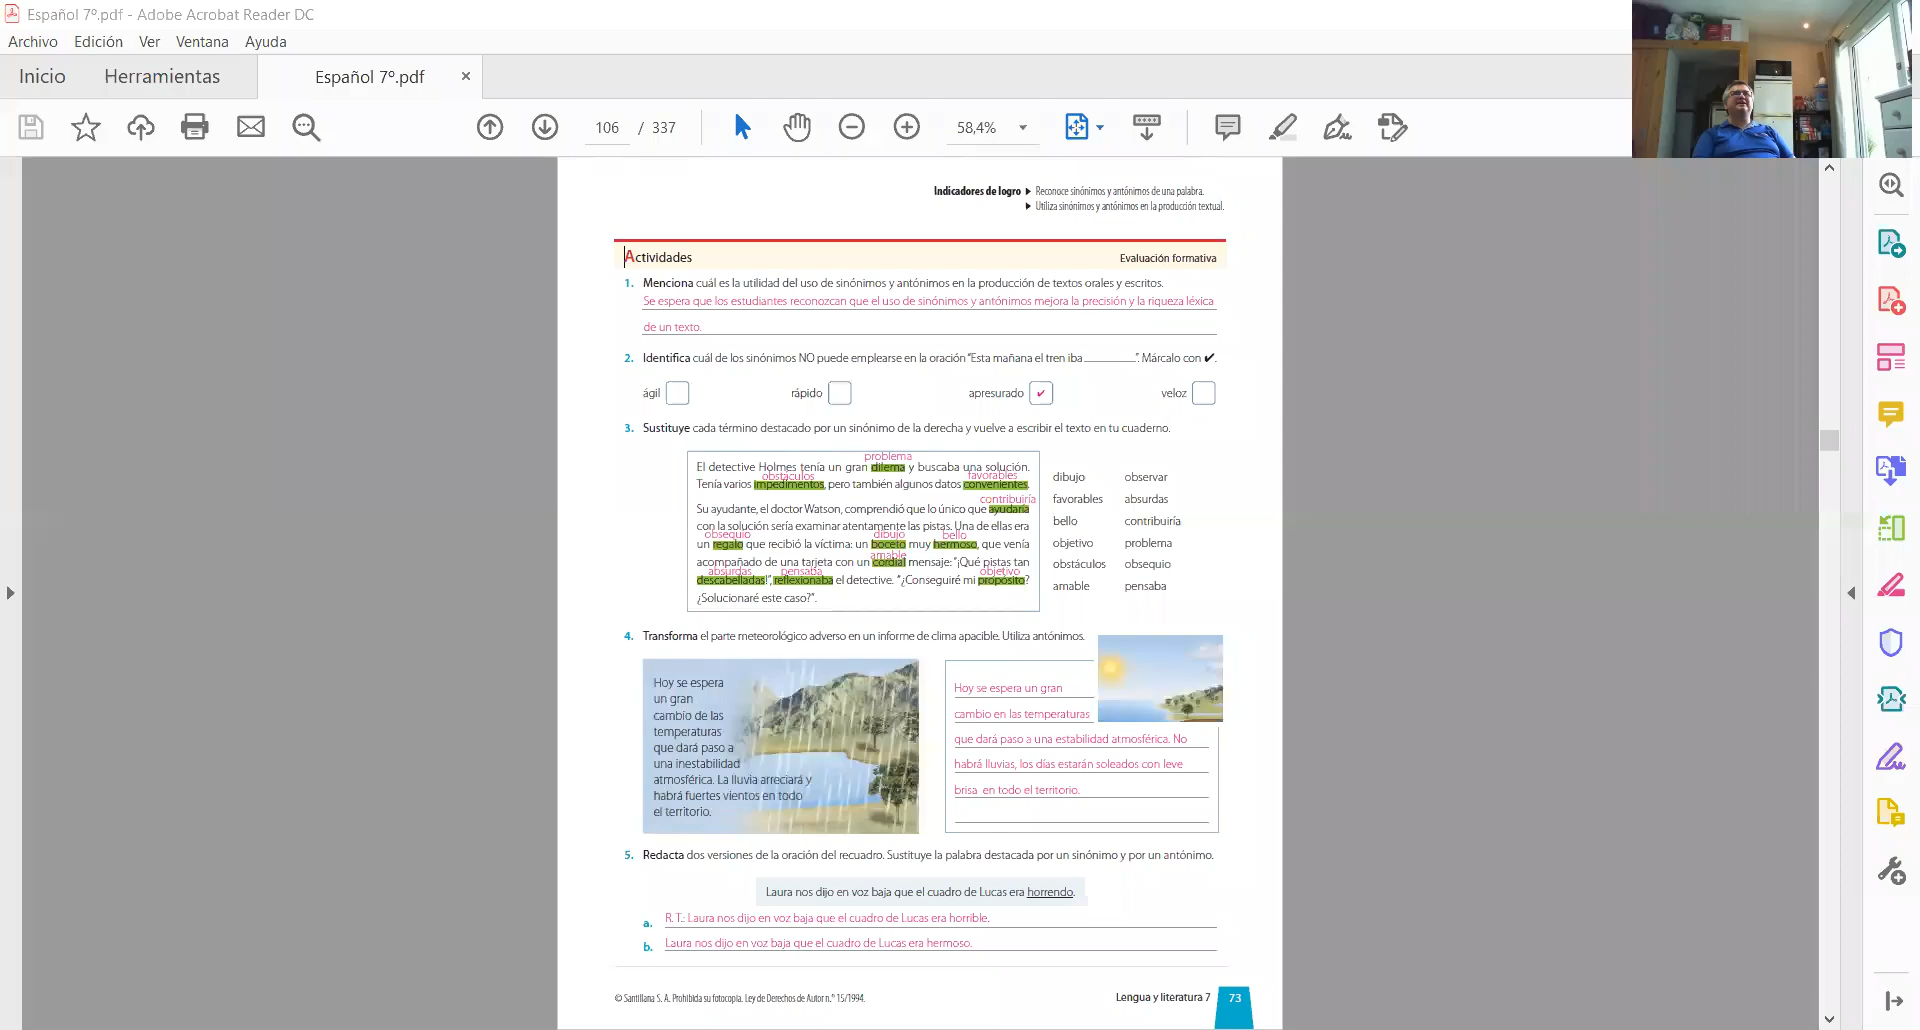 Español 7º.pdf - Adobe Acrobat Reader DC
Archivo Edición Ver Ventana Ayuda
Inicio Herramientas Español 7º.pdf ×
106 / 337 58,4%
Indicadores de logro ▶ Reconoce sinónimos y antónimos de una palabra.
▶ Utiliza sinónimos y antónimos en la producción textual.
Actividades Evaluación formativa
1. Menciona cuál es la utilidad del uso de sinónimos y antónimos en la producción de textos orales y escritos.
Se espera que los estudiantes reconozcan que el uso de sinónimos y antónimos mejora la precisión y la riqueza léxica
de un texto.
2. Identifica cuál de los sinónimos NO puede emplearse en la oración “Esta mañana el tren iba ________”. Márcalo con ✔.
ágil rápido apresurado ✔ veloz
3. Sustituye cada término destacado por un sinónimo de la derecha y vuelve a escribir el texto en tu cuaderno.
problema
El detective Holmes tenía un gran dilema y buscaba una solución.
obstáculos favorables
Tenía varios impedimentos, pero también algunos datos convenientes.
contribuiría
Su ayudante, el doctor Watson, comprendió que lo único que ayudaría
con la solución sería examinar atentamente las pistas. Una de ellas era
obsequio dibujo bello
un regalo que recibió la víctima: un boceto muy hermoso, que venía
amable
acompañado de una tarjeta con un cordial mensaje: “¡Qué pistas tan
absurdas pensaba objetivo
descabelladas!”, reflexionaba el detective. “¿Conseguiré mi propósito?
¿Solucionaré este caso?”.
dibujo observar
favorables absurdas
bello contribuiría
objetivo problema
obstáculos obsequio
amable pensaba
4. Transforma el parte meteorológico adverso en un informe de clima apacible. Utiliza antónimos.
Hoy se espera
un gran
cambio de las
temperaturas
que dará paso a
una inestabilidad
atmosférica. La lluvia arreciará y
habrá fuertes vientos en todo
el territorio.
Hoy se espera un gran
cambio en las temperaturas
que dará paso a una estabilidad atmosférica. No
habrá lluvias, los días estarán soleados con leve
brisa en todo el territorio.
5. Redacta dos versiones de la oración del recuadro. Sustituye la palabra destacada por un sinónimo y por un antónimo.
Laura nos dijo en voz baja que el cuadro de Lucas era horrendo.
a. R. T.: Laura nos dijo en voz baja que el cuadro de Lucas era horrible.
b. Laura nos dijo en voz baja que el cuadro de Lucas era hermoso.
© Santillana S. A. Prohibida su fotocopia. Ley de Derechos de Autor n.° 15/1994. Lengua y literatura 7 73